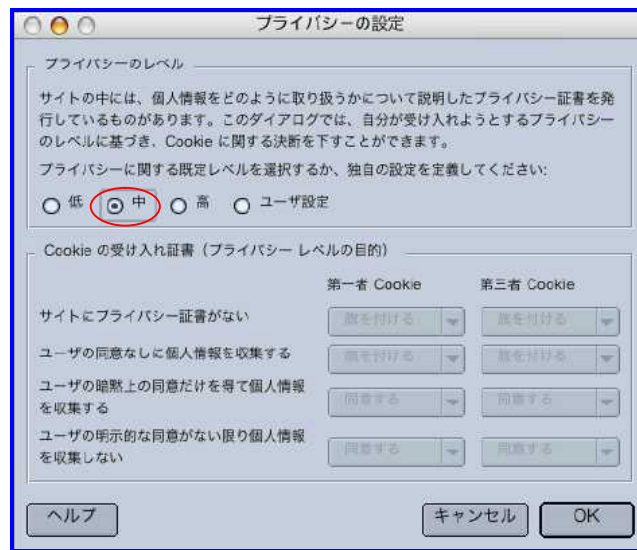 プライバシーの設定
プライバシーのレベル
サイトの中には、個人情報をどのように取り扱うかについて説明したプライバシー証書を発
行しているものがあります。このダイアログでは、自分が受け入れようとするプライバシー
のレベルに基づき、Cookie に関する決断を下すことができます。
プライバシーに関する既定レベルを選択するか、独自の設定を定義してください:
低 中 高 ユーザ設定
Cookie の受け入れ証書（プライバシー レベルの目的）
第一者 Cookie 第三者 Cookie
サイトにプライバシー証書がない 旗を付ける 旗を付ける
ユーザの同意なしに個人情報を収集する 旗を付ける 旗を付ける
ユーザの暗黙上の同意だけを得て個人情報
を収集する 同意する 同意する
ユーザの明示的な同意がない限り個人情報
を収集しない 同意する 同意する
ヘルプ キャンセル OK